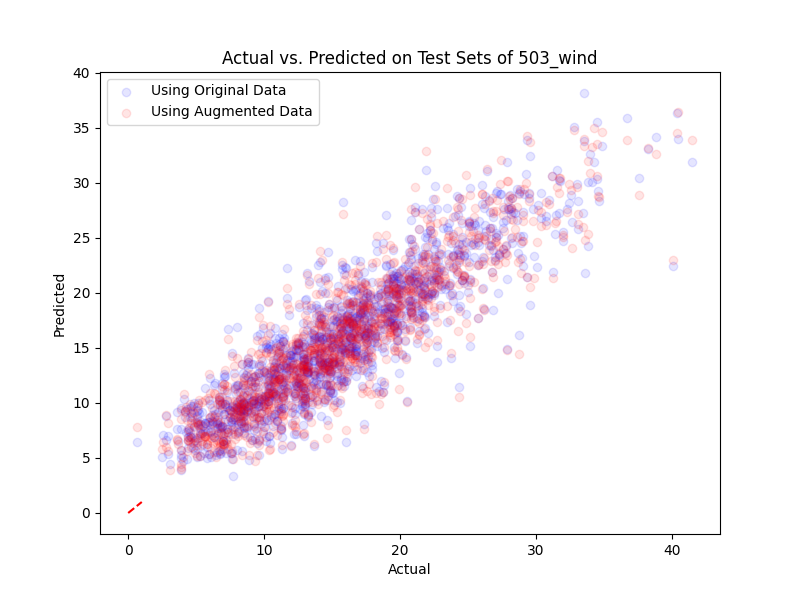 Actual vs. Predicted on Test Sets of 503_wind
Using Original Data
Using Augmented Data
40
35
30
25
20
15
10
5
0
Predicted
0 10 20 30 40
Actual